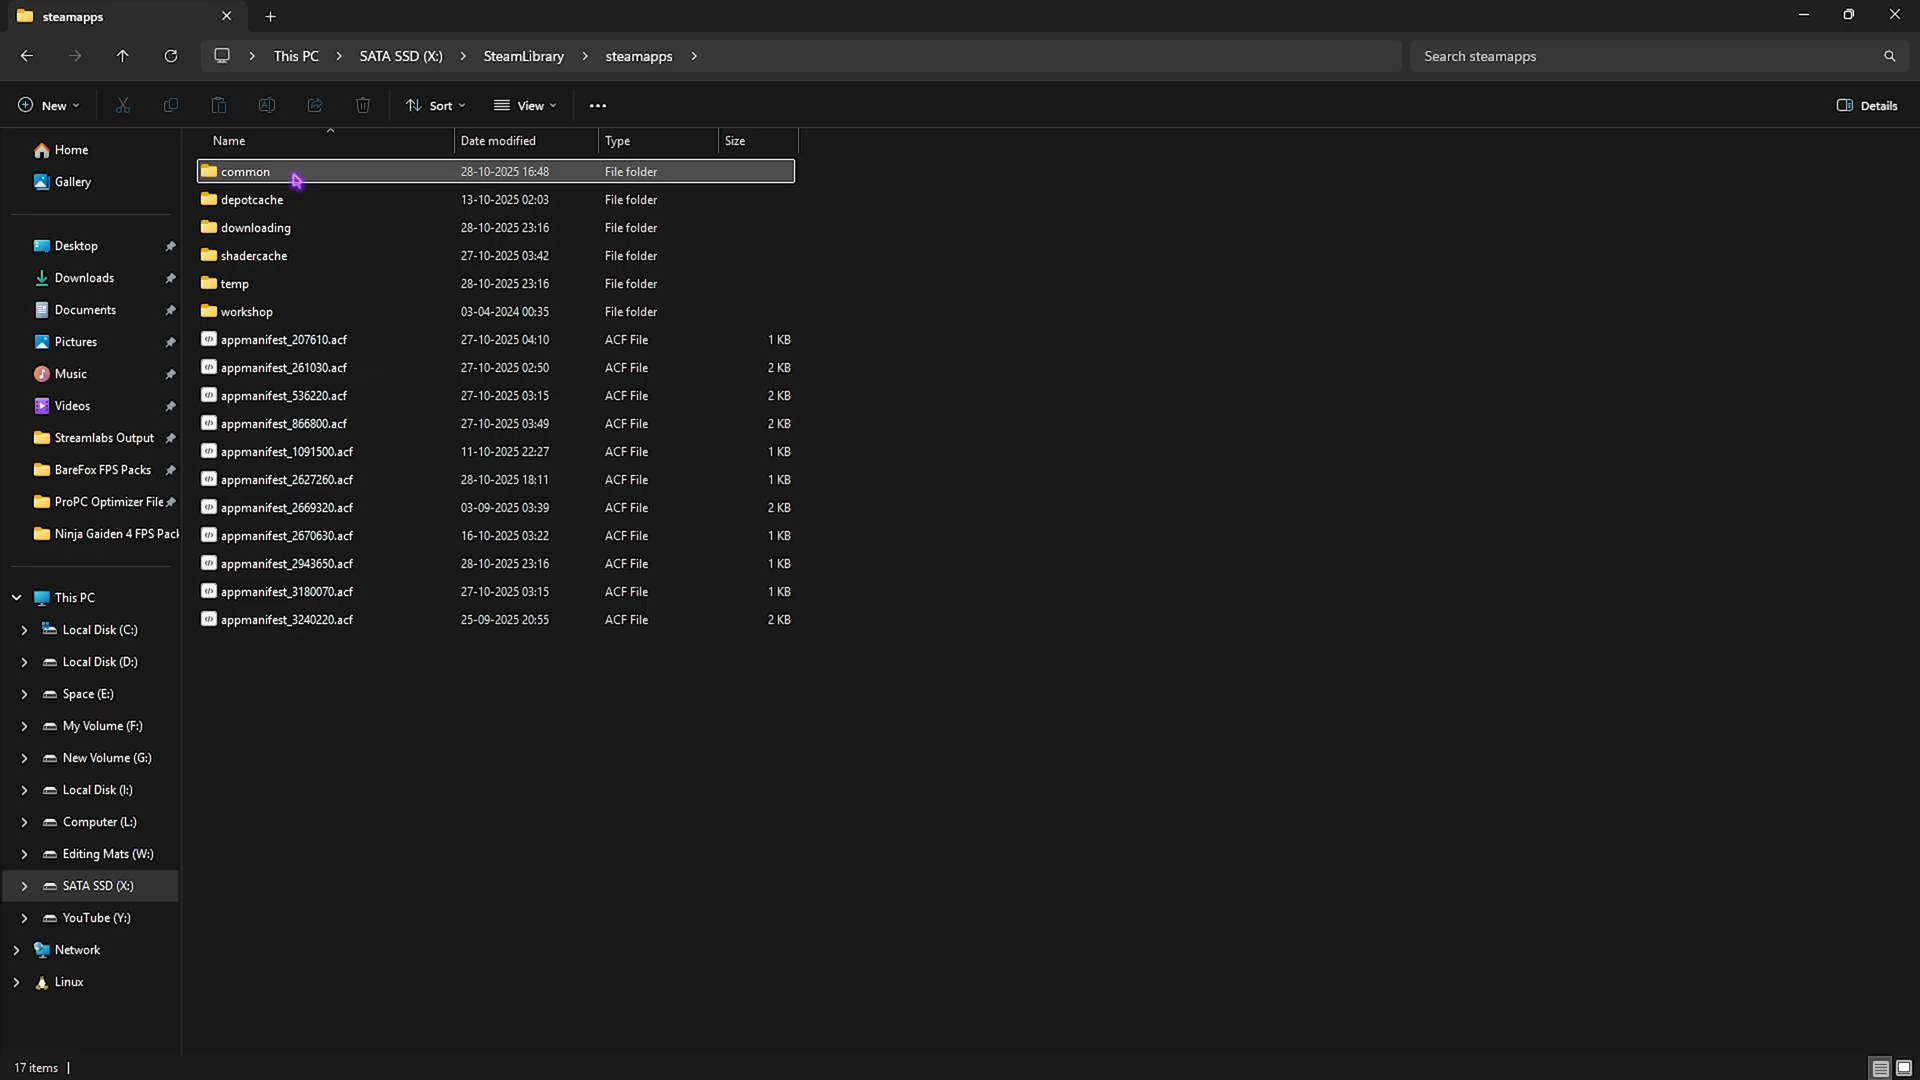 steamapps
This PC > SATA SSD (X:) > SteamLibrary > steamapps >
Search steamapps
New
Sort
View
Details
Name Date modified Type Size
common 28-10-2025 16:48 File folder
depotcache 13-10-2025 02:03 File folder
downloading 28-10-2025 23:16 File folder
shadercache 27-10-2025 03:42 File folder
temp 28-10-2025 23:16 File folder
workshop 03-04-2024 00:35 File folder
appmanifest_207610.acf 27-10-2025 04:10 ACF File 1 KB
appmanifest_261030.acf 27-10-2025 02:50 ACF File 2 KB
appmanifest_536220.acf 27-10-2025 03:15 ACF File 2 KB
appmanifest_866800.acf 27-10-2025 03:49 ACF File 2 KB
appmanifest_1091500.acf 11-10-2025 22:27 ACF File 1 KB
appmanifest_2627260.acf 28-10-2025 18:11 ACF File 1 KB
appmanifest_2669320.acf 03-09-2025 03:39 ACF File 2 KB
appmanifest_2670630.acf 16-10-2025 03:22 ACF File 1 KB
appmanifest_2943650.acf 28-10-2025 23:16 ACF File 1 KB
appmanifest_3180070.acf 27-10-2025 03:15 ACF File 1 KB
appmanifest_3240220.acf 25-09-2025 20:55 ACF File 2 KB
Home
Gallery
Desktop
Downloads
Documents
Pictures
Music
Videos
Streamlabs Output
BareFox FPS Packs
ProPC Optimizer File
Ninja Gaiden 4 FPS Pack
This PC
Local Disk (C:)
Local Disk (D:)
Space (E:)
My Volume (F:)
New Volume (G:)
Local Disk (I:)
Computer (L:)
Editing Mats (W:)
SATA SSD (X:)
YouTube (Y:)
Network
Linux
17 items